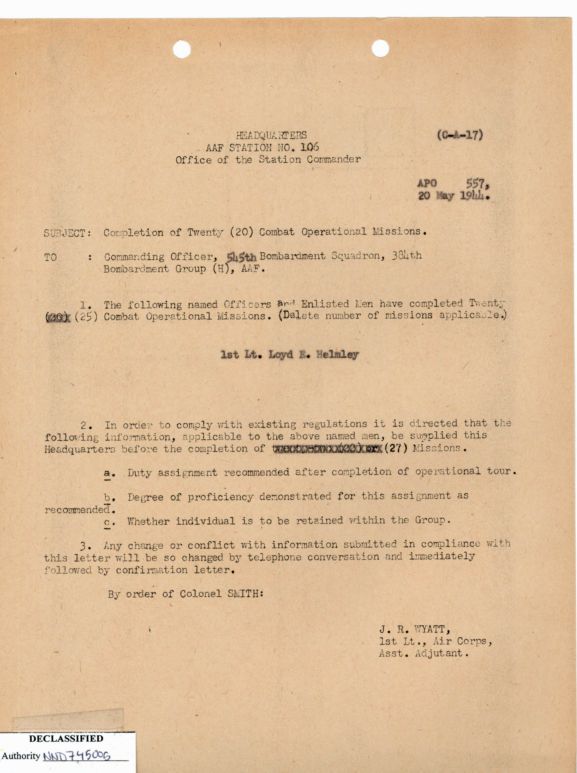 HEADQUARTERS (G-A-17)
AAF STATION NO. 106
Office of the Station Commander
APO 557,
20 May 1944.
SUBJECT: Completion of Twenty (20) Combat Operational Missions.
TO : Commanding Officer, 545th Bombardment Squadron, 384th
Bombardment Group (H), AAF.
1. The following named Officers and Enlisted Men have completed Twenty
(25) Combat Operational Missions. (Delete number of missions applicable.)
1st Lt. Loyd E. Helmley
2. In order to comply with existing regulations it is directed that the
following information, applicable to the above named men, be supplied this
Headquarters before the completion of (27) Missions.
a. Duty assignment recommended after completion of operational tour.
b. Degree of proficiency demonstrated for this assignment as
recommended.
c. Whether individual is to be retained within the Group.
3. Any change or conflict with information submitted in compliance with
this letter will be so changed by telephone conversation and immediately
followed by confirmation letter.
By order of Colonel SMITH:
J. R. WYATT,
1st Lt., Air Corps,
Asst. Adjutant.
DECLASSIFIED
Authority NND745006